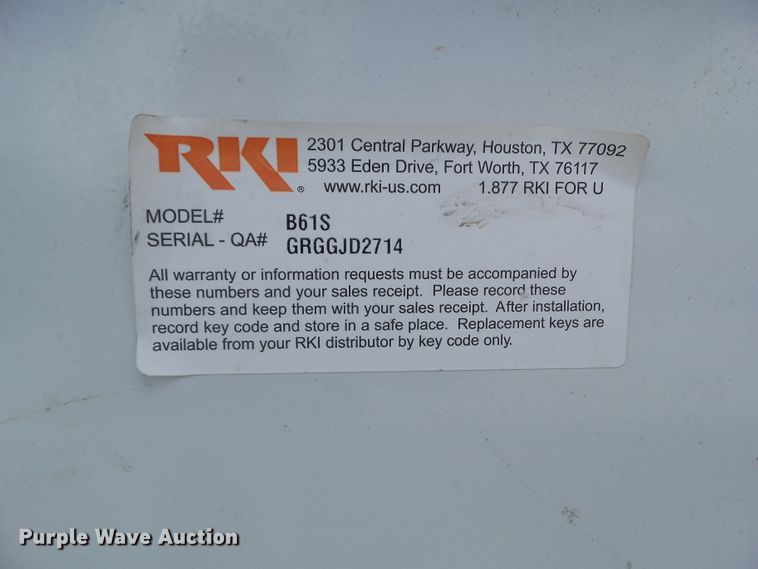 RKI®
2301 Central Parkway, Houston, TX 77092
5933 Eden Drive, Fort Worth, TX 76117
www.rki-us.com 1.877 RKI FOR U
MODEL# B61S
SERIAL - QA# GRGGJD2714
All warranty or information requests must be accompanied by
these numbers and your sales receipt. Please record these
numbers and keep them with your sales receipt. After installation,
record key code and store in a safe place. Replacement keys are
available from your RKI distributor by key code only.
Purple Wave Auction